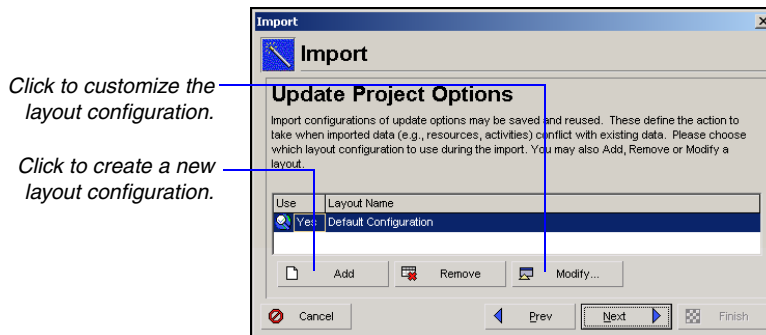 Import
Import
Click to customize the
layout configuration.
Update Project Options
Import configurations of update options may be saved and reused. These define the action to
take when imported data (e.g., resources, activities) conflict with existing data. Please choose
which layout configuration to use during the import. You may also Add, Remove or Modify a
layout.
Click to create a new
layout configuration.
Use Layout Name
Yes Default Configuration
Add Remove Modify...
Cancel Prev Next Finish